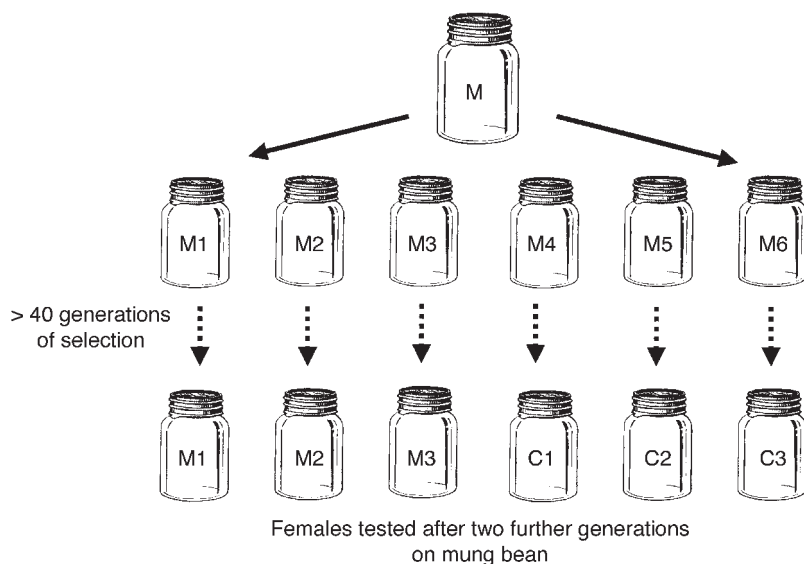 M
M1 M2 M3 M4 M5 M6
> 40 generations
of selection
M1 M2 M3 C1 C2 C3
Females tested after two further generations
on mung bean